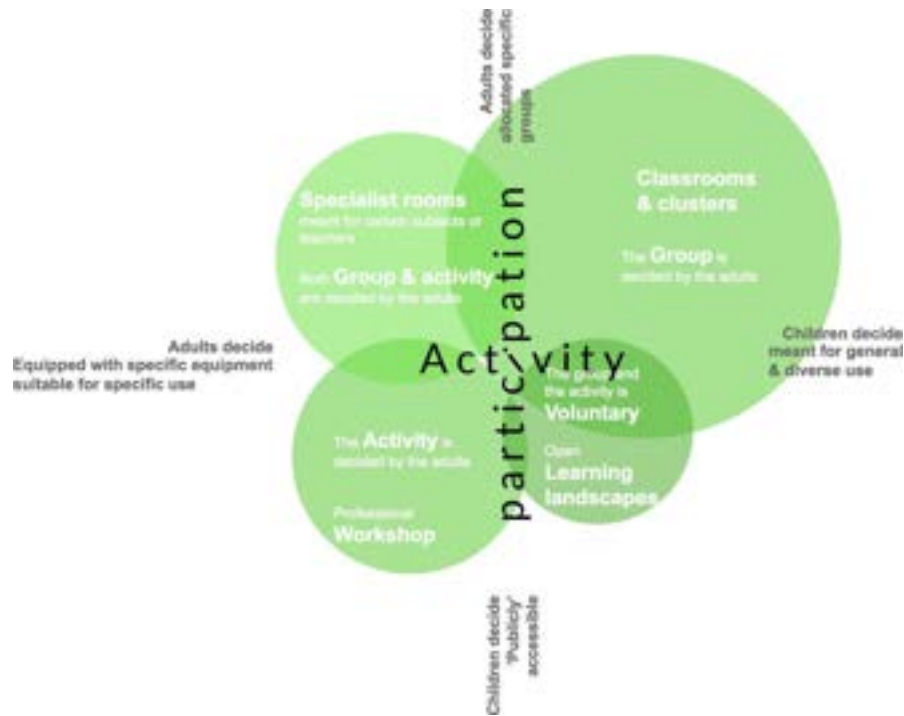 Adults decide
allocated specific
groups
Specialist rooms
meant for certain subjects or
teachers
Both Group & activity
are decided by the adults
Classrooms
& clusters
The Group is
decided by the adults
participation
Activity
Adults decide
Equipped with specific equipment
suitable for specific use
Children decide
meant for general
& diverse use
The group and
the activity is
Voluntary
Open
Learning
landscapes
The Activity is
decided by the adults
Professional
Workshop
Children decide
'Publicly'
accessible